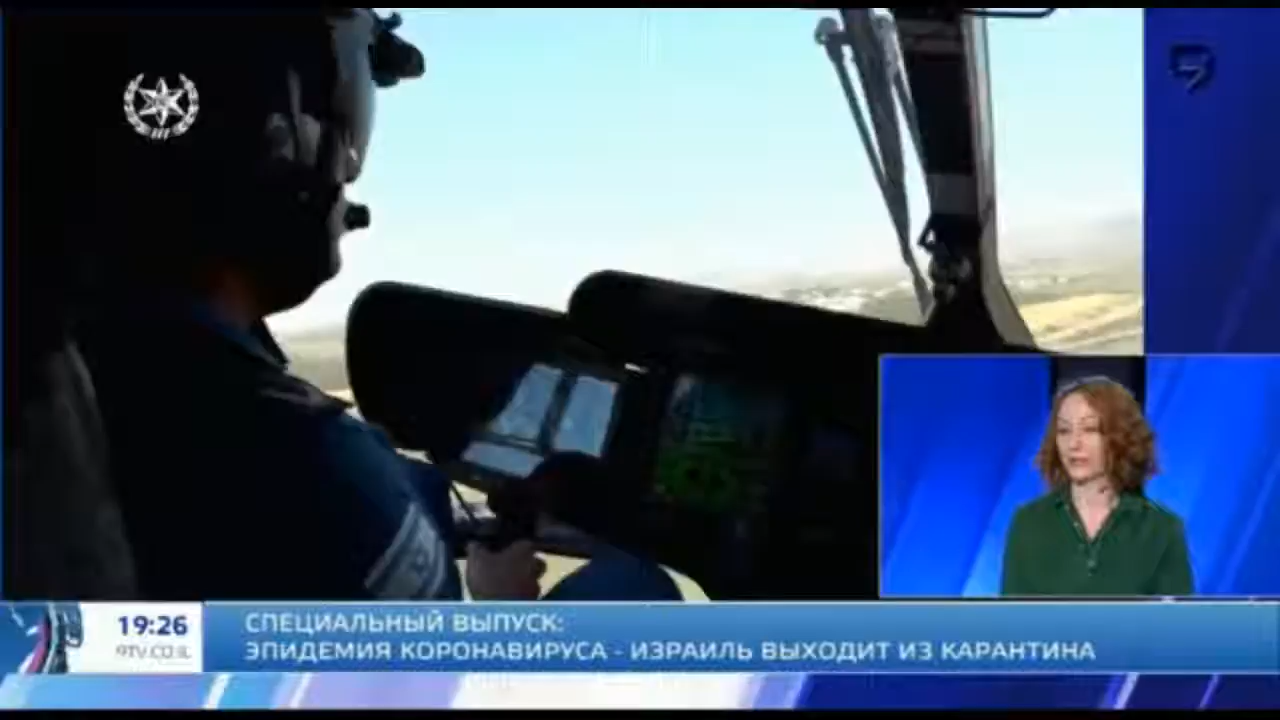 19:26
9TV.CO.IL
СПЕЦИАЛЬНЫЙ ВЫПУСК:
ЭПИДЕМИЯ КОРОНАВИРУСА - ИЗРАИЛЬ ВЫХОДИТ ИЗ КАРАНТИНА